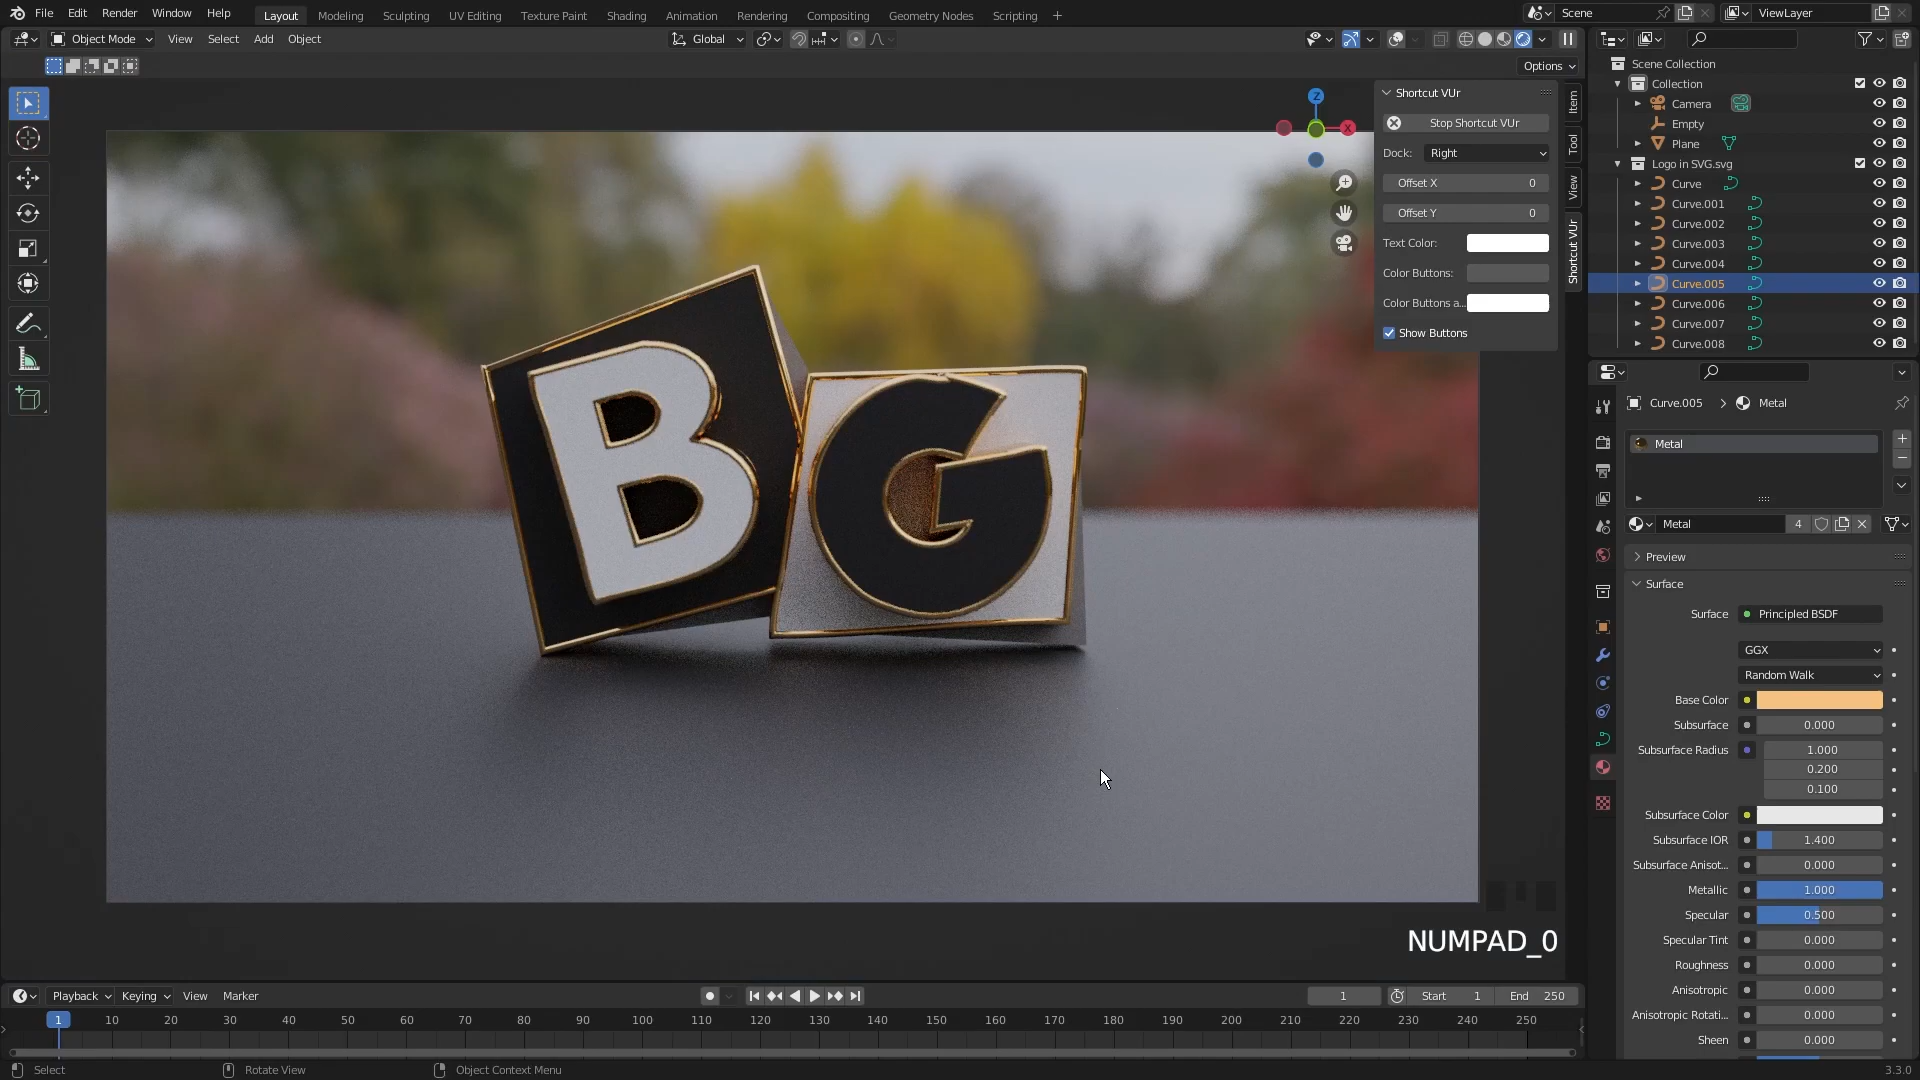 File Edit Render Window Help Layout Modeling Sculpting UV Editing Texture Paint Shading Animation Rendering Compositing Geometry Nodes Scripting + Scene ViewLayer
Object Mode View Select Add Object Global
Options
Shortcut VUr
Stop Shortcut VUr
Dock: Right
Offset X 0
Offset Y 0
Text Color:
Color Buttons:
Color Buttons a...
Show Buttons
Item
Tool
View
Shortcut VUr
Z
X
B G
NUMPAD_0
Scene Collection
Collection
Camera
Empty
Plane
Logo in SVG.svg
Curve
Curve.001
Curve.002
Curve.003
Curve.004
Curve.005
Curve.006
Curve.007
Curve.008
Curve.005 Metal
Metal
Metal 4
Preview
Surface
Surface Principled BSDF
GGX
Random Walk
Base Color
Subsurface 0.000
Subsurface Radius 1.000
0.200
0.100
Subsurface Color
Subsurface IOR 1.400
Subsurface Anisot... 0.000
Metallic 1.000
Specular 0.500
Specular Tint 0.000
Roughness 0.000
Anisotropic 0.000
Anisotropic Rotati... 0.000
Sheen 0.000
Playback Keying View Marker 1 Start 1 End 250
1 10 20 30 40 50 60 70 80 90 100 110 120 130 140 150 160 170 180 190 200 210 220 230 240 250
Select Rotate View Object Context Menu 3.3.0